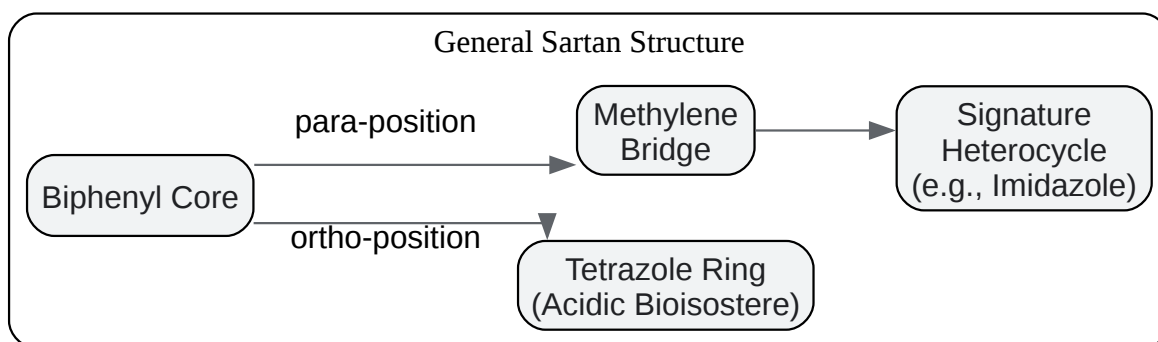 General Sartan Structure
para-position
Methylene
Bridge
Signature
Heterocycle
(e.g., Imidazole)
Biphenyl Core
ortho-position
Tetrazole Ring
(Acidic Bioisostere)